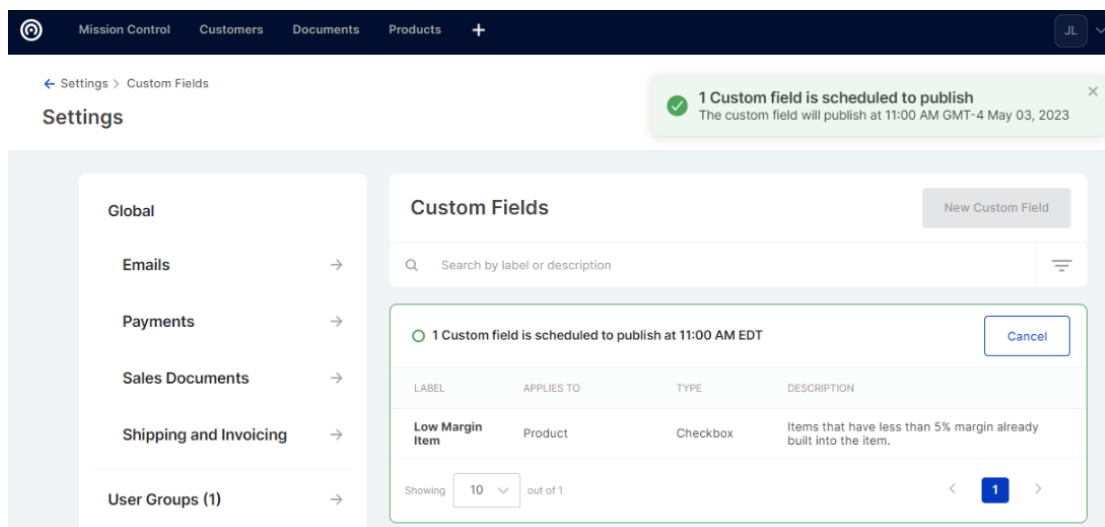 Mission Control Customers Documents Products + JL
← Settings > Custom Fields
Settings
1 Custom field is scheduled to publish
The custom field will publish at 11:00 AM GMT-4 May 03, 2023
Global
Emails
Payments
Sales Documents
Shipping and Invoicing
User Groups (1)
Custom Fields
New Custom Field
Search by label or description
1 Custom field is scheduled to publish at 11:00 AM EDT
Cancel
LABEL APPLIES TO TYPE DESCRIPTION
Low Margin
Item
Product
Checkbox
Items that have less than 5% margin already
built into the item.
Showing 10 out of 1
< 1 >